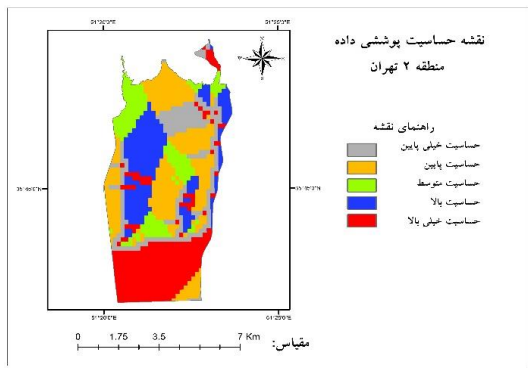 نقشه حساسیت پوششی داده
منطقه ۲ تهران
راهنمای نقشه
حساسیت خیلی پایین
حساسیت پایین
حساسیت متوسط
حساسیت بالا
حساسیت خیلی بالا
مقیاس:
0 1.75 3.5 7 Km